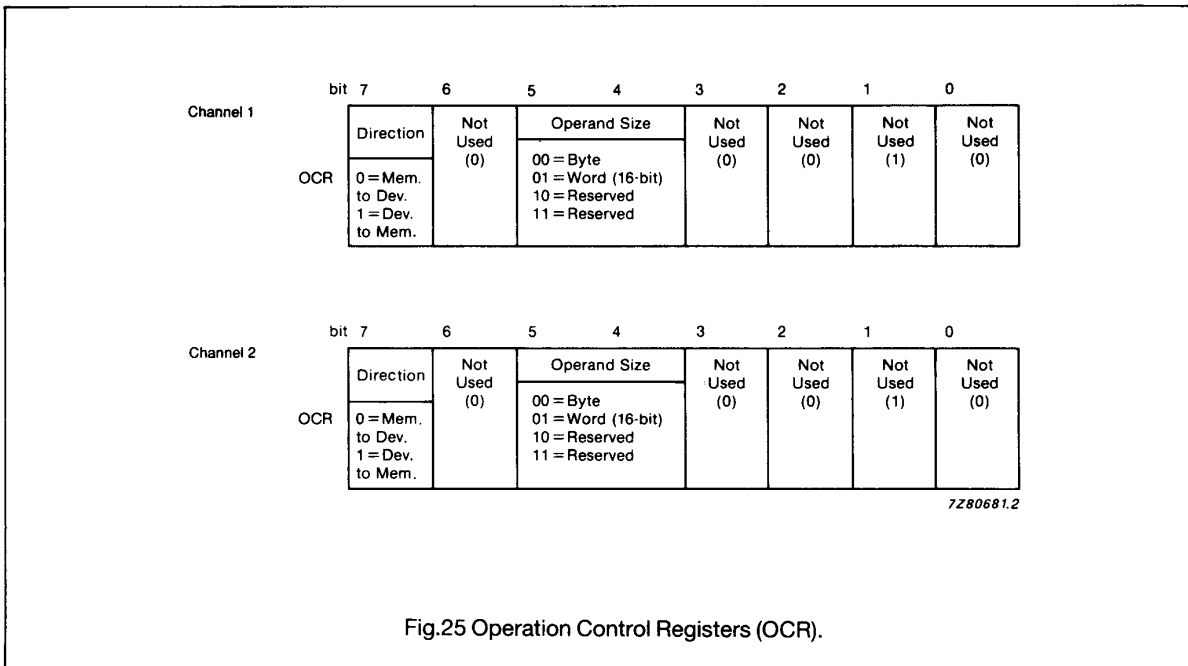 bit 7 6 5 4 3 2 1 0
Channel 1
OCR
Direction
0 = Mem.
to Dev.
1 = Dev.
to Mem.
Not
Used
(0)
Operand Size
00 = Byte
01 = Word (16-bit)
10 = Reserved
11 = Reserved
Not
Used
(0)
Not
Used
(0)
Not
Used
(1)
Not
Used
(0)
bit 7 6 5 4 3 2 1 0
Channel 2
OCR
Direction
0 = Mem.
to Dev.
1 = Dev.
to Mem.
Not
Used
(0)
Operand Size
00 = Byte
01 = Word (16-bit)
10 = Reserved
11 = Reserved
Not
Used
(0)
Not
Used
(0)
Not
Used
(1)
Not
Used
(0)
7Z80681.2
Fig.25 Operation Control Registers (OCR).